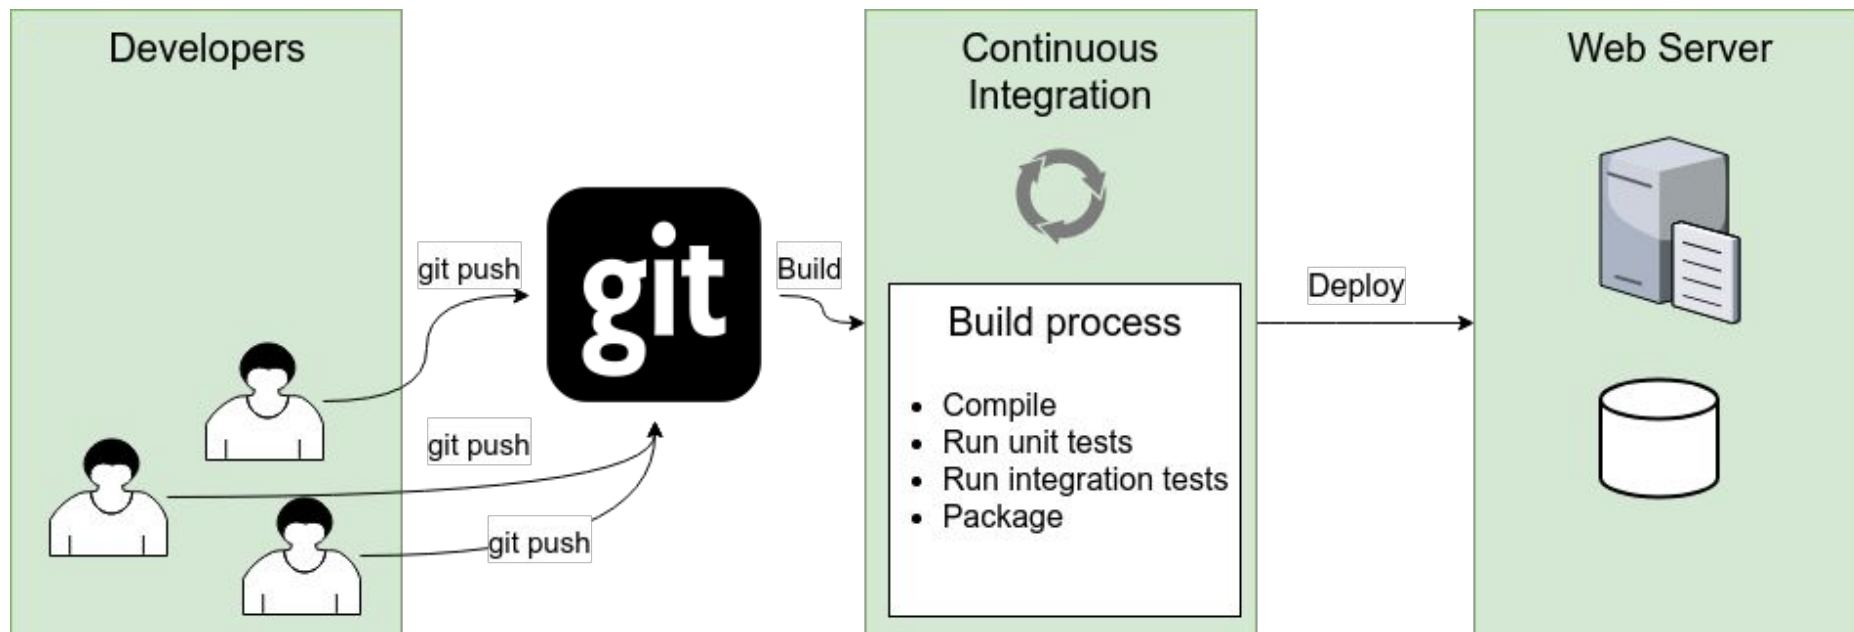 Developers
git push
git push
git push
git
Build
Continuous
Integration
Build process
• Compile
• Run unit tests
• Run integration tests
• Package
Deploy
Web Server